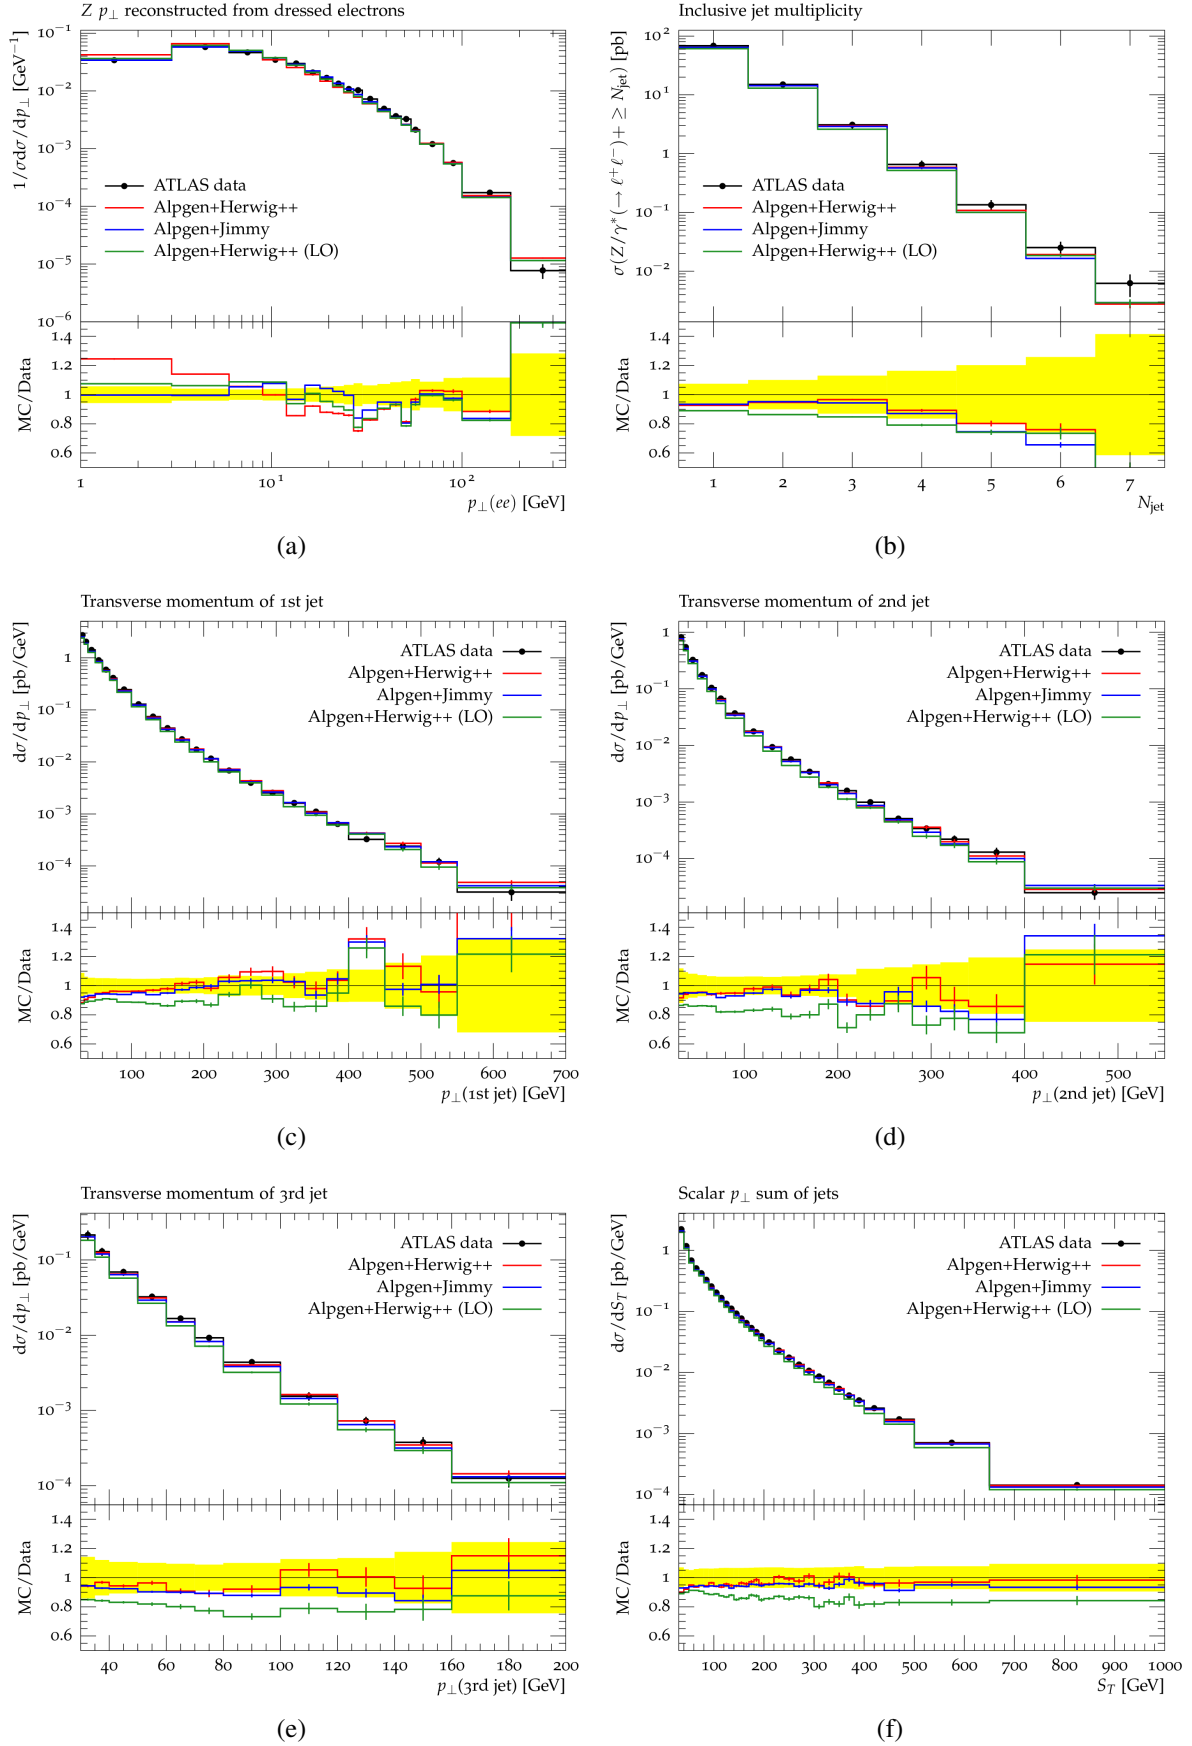 Z p⊥ reconstructed from dressed electrons
1/σdσ/dp⊥ [GeV⁻¹]
10⁻¹
10⁻²
10⁻³
10⁻⁴
10⁻⁵
10⁻⁶
ATLAS data
Alpgen+Herwig++
Alpgen+Jimmy
Alpgen+Herwig++ (LO)
MC/Data
1.4
1.2
1
0.8
0.6
1 10¹ 10²
p⊥(ee) [GeV]
(a)
Inclusive jet multiplicity
σ(Z/γ*(→ ℓ⁺ℓ⁻)+ ≥ Njet) [pb]
10²
10¹
1
10⁻¹
10⁻²
ATLAS data
Alpgen+Herwig++
Alpgen+Jimmy
Alpgen+Herwig++ (LO)
MC/Data
1.4
1.2
1
0.8
0.6
1 2 3 4 5 6 7
Njet
(b)
Transverse momentum of 1st jet
dσ/dp⊥ [pb/GeV]
1
10⁻¹
10⁻²
10⁻³
10⁻⁴
ATLAS data
Alpgen+Herwig++
Alpgen+Jimmy
Alpgen+Herwig++ (LO)
MC/Data
1.4
1.2
1
0.8
0.6
100 200 300 400 500 600 700
p⊥(1st jet) [GeV]
(c)
Transverse momentum of 2nd jet
dσ/dp⊥ [pb/GeV]
1
10⁻¹
10⁻²
10⁻³
10⁻⁴
ATLAS data
Alpgen+Herwig++
Alpgen+Jimmy
Alpgen+Herwig++ (LO)
MC/Data
1.4
1.2
1
0.8
0.6
100 200 300 400 500
p⊥(2nd jet) [GeV]
(d)
Transverse momentum of 3rd jet
dσ/dp⊥ [pb/GeV]
10⁻¹
10⁻²
10⁻³
10⁻⁴
ATLAS data
Alpgen+Herwig++
Alpgen+Jimmy
Alpgen+Herwig++ (LO)
MC/Data
1.4
1.2
1
0.8
0.6
40 60 80 100 120 140 160 180 200
p⊥(3rd jet) [GeV]
(e)
Scalar p⊥ sum of jets
dσ/dS_T [pb/GeV]
1
10⁻¹
10⁻²
10⁻³
10⁻⁴
ATLAS data
Alpgen+Herwig++
Alpgen+Jimmy
Alpgen+Herwig++ (LO)
MC/Data
1.4
1.2
1
0.8
0.6
100 200 300 400 500 600 700 800 900 1000
S_T [GeV]
(f)